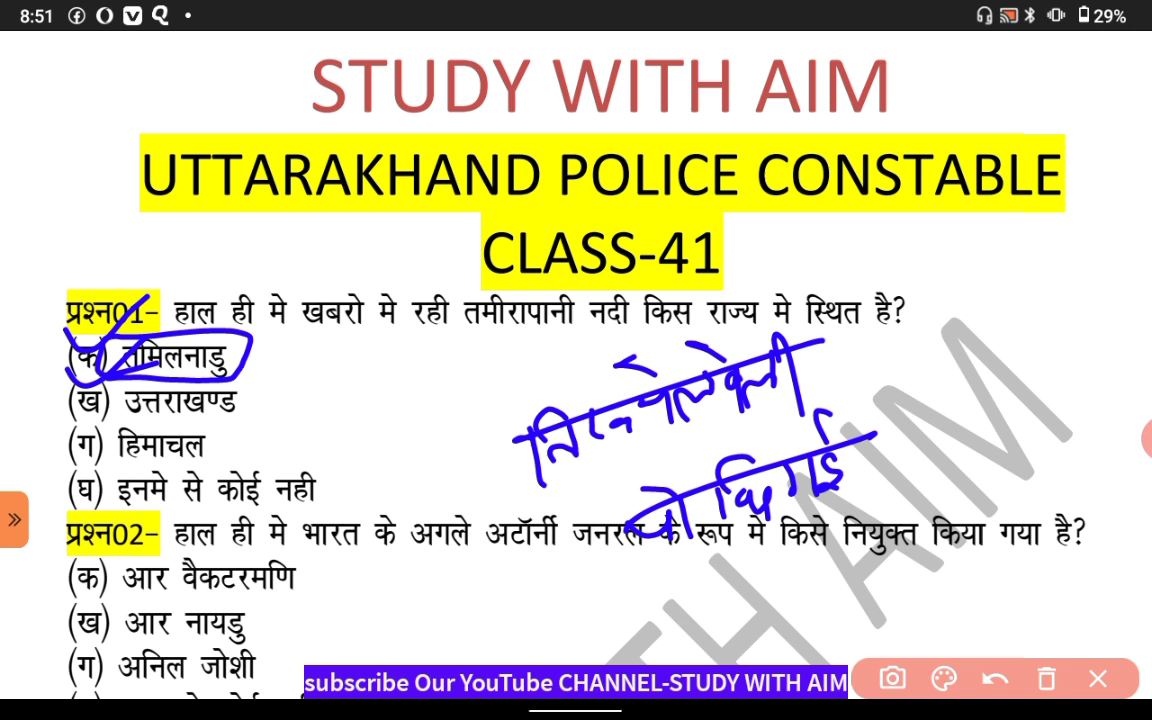 8:51
29%
STUDY WITH AIM
UTTARAKHAND POLICE CONSTABLE
CLASS-41
प्रश्न01- हाल ही मे खबरो मे रही तमीरापानी नदी किस राज्य मे स्थित है?
(क) तमिलनाडु
(ख) उत्तराखण्ड
(ग) हिमाचल
(घ) इनमे से कोई नही
प्रश्न02- हाल ही मे भारत के अगले अटॉर्नी जनरल के रूप मे किसे नियुक्त किया गया है?
(क) आर वैकटरमणि
(ख) आर नायडु
(ग) अनिल जोशी
subscribe Our YouTube CHANNEL-STUDY WITH AIM
TH AIM